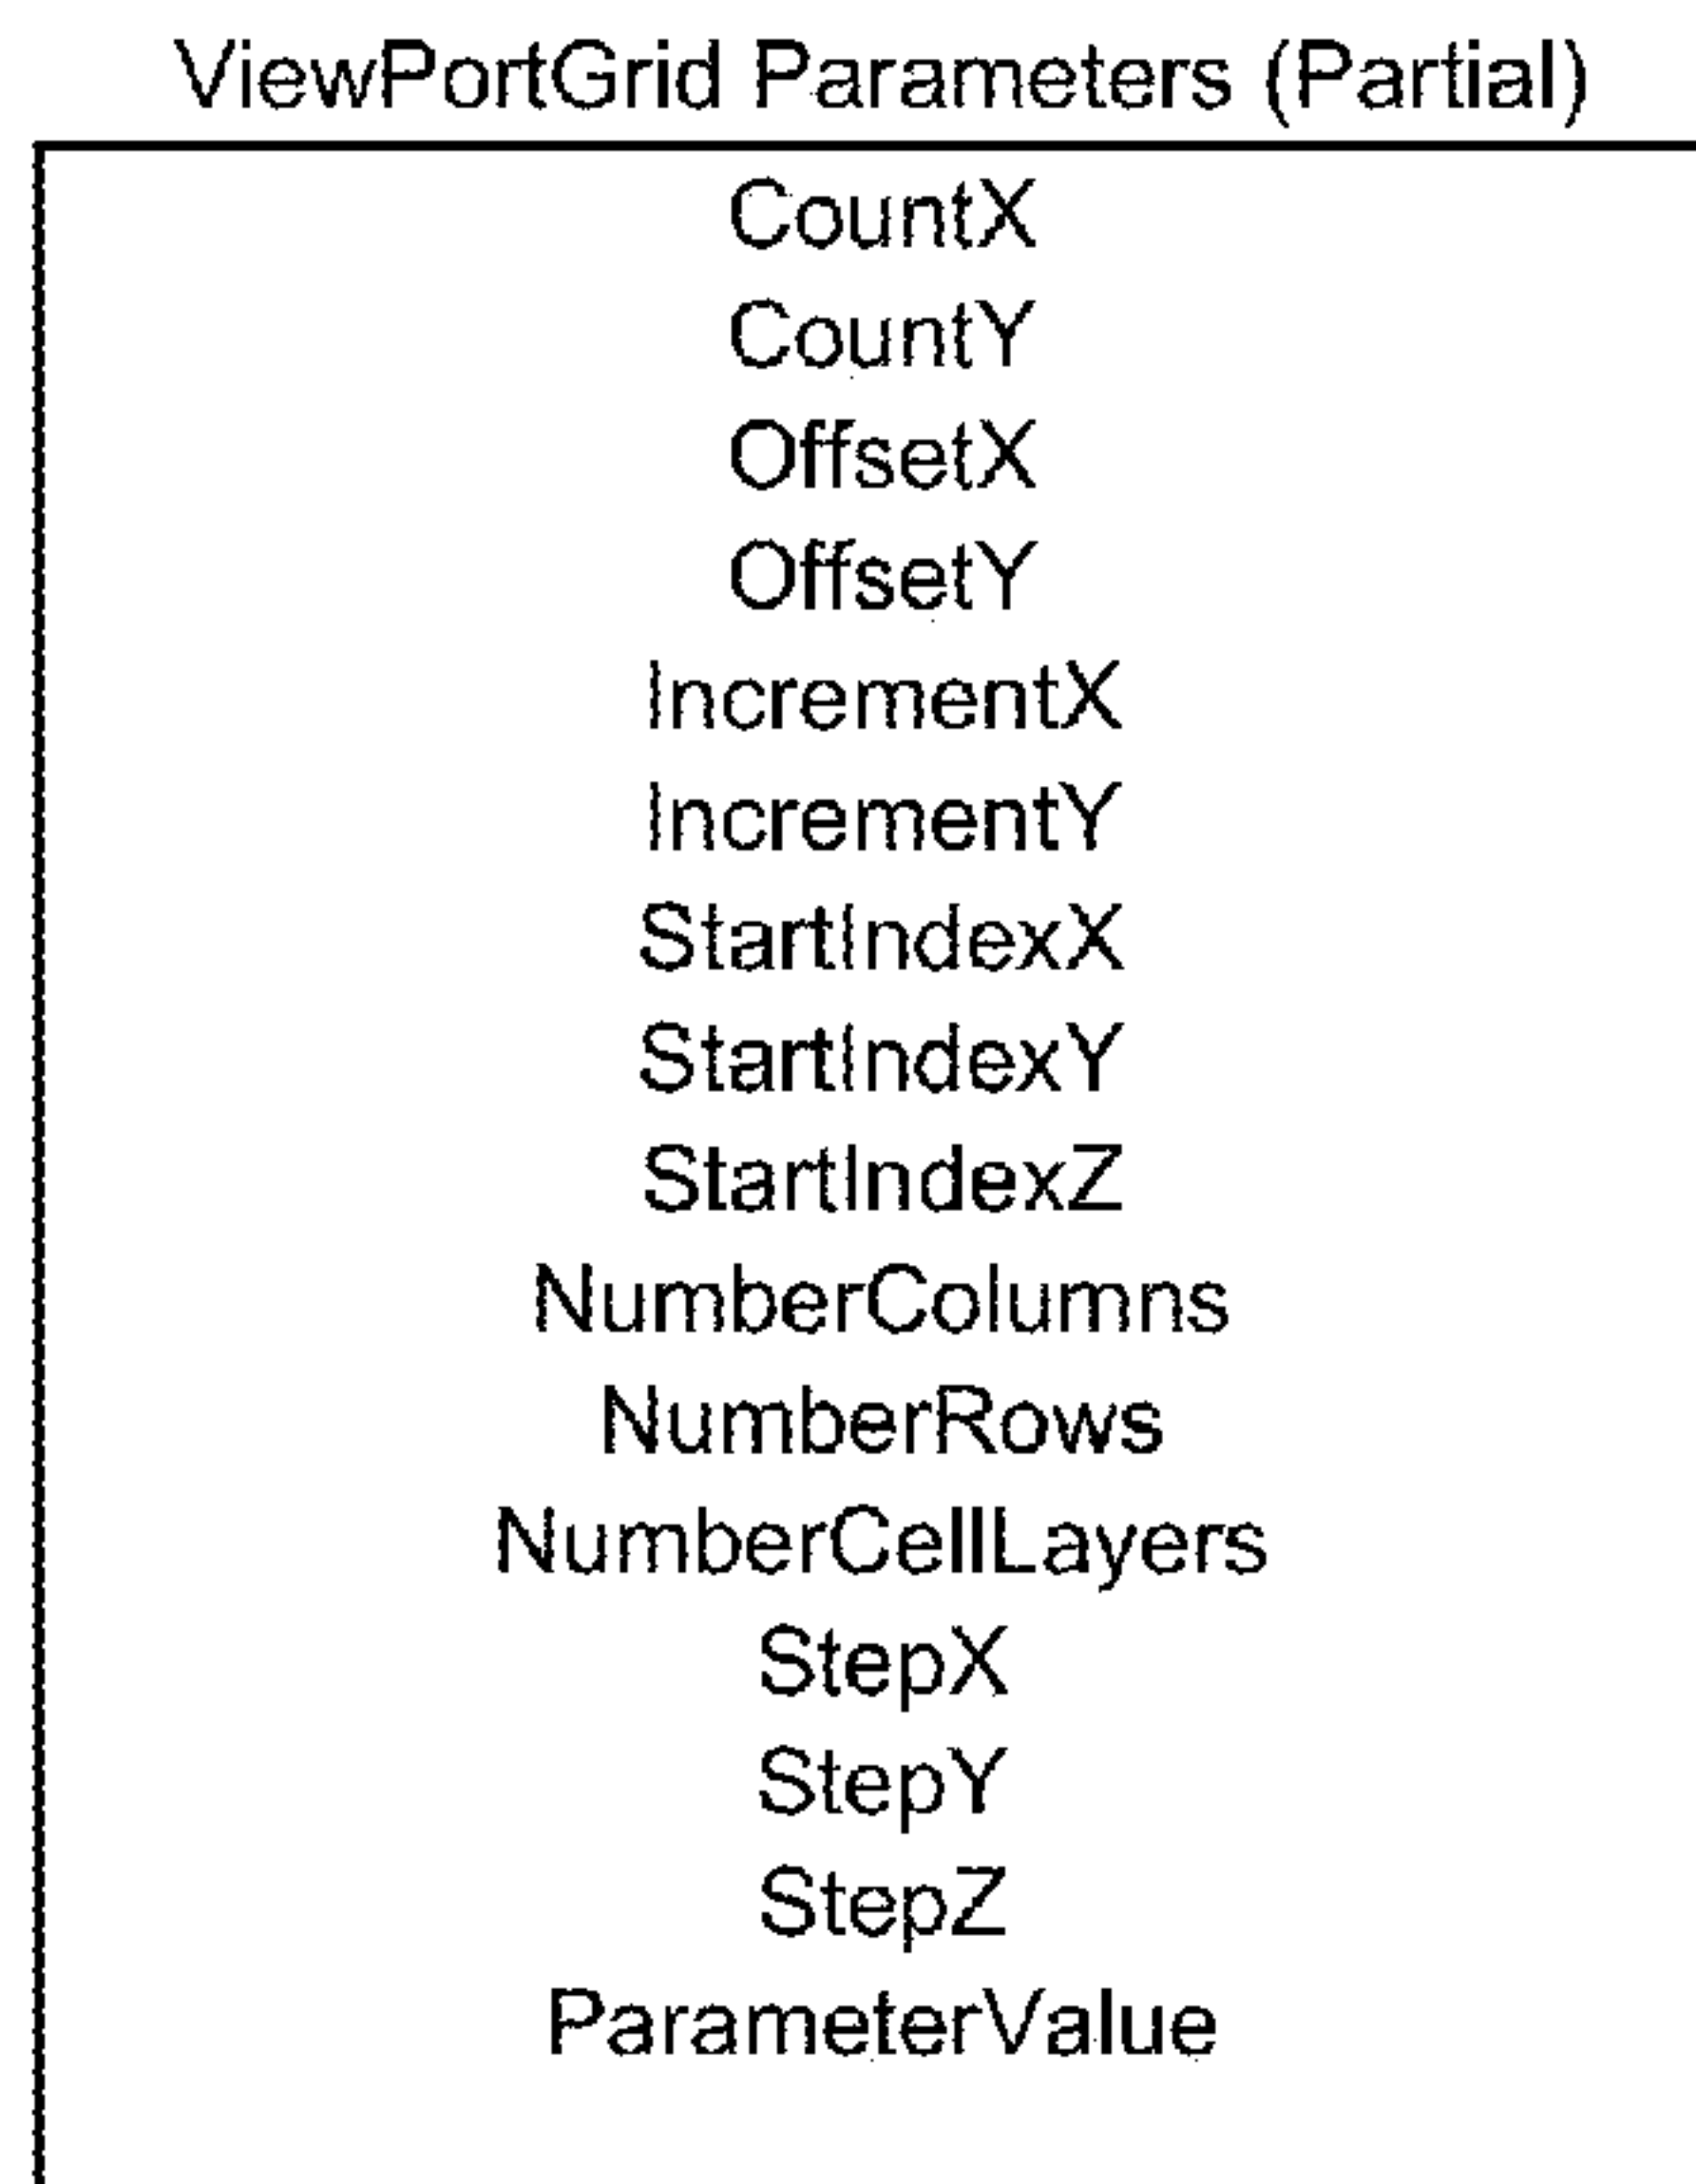 ViewPortGrid Parameters (Partial)
CountX
CountY
OffsetX
OffsetY
IncrementX
IncrementY
StartIndexX
StartIndexY
StartIndexZ
NumberColumns
NumberRows
NumberCellLayers
StepX
StepY
StepZ
ParameterValue